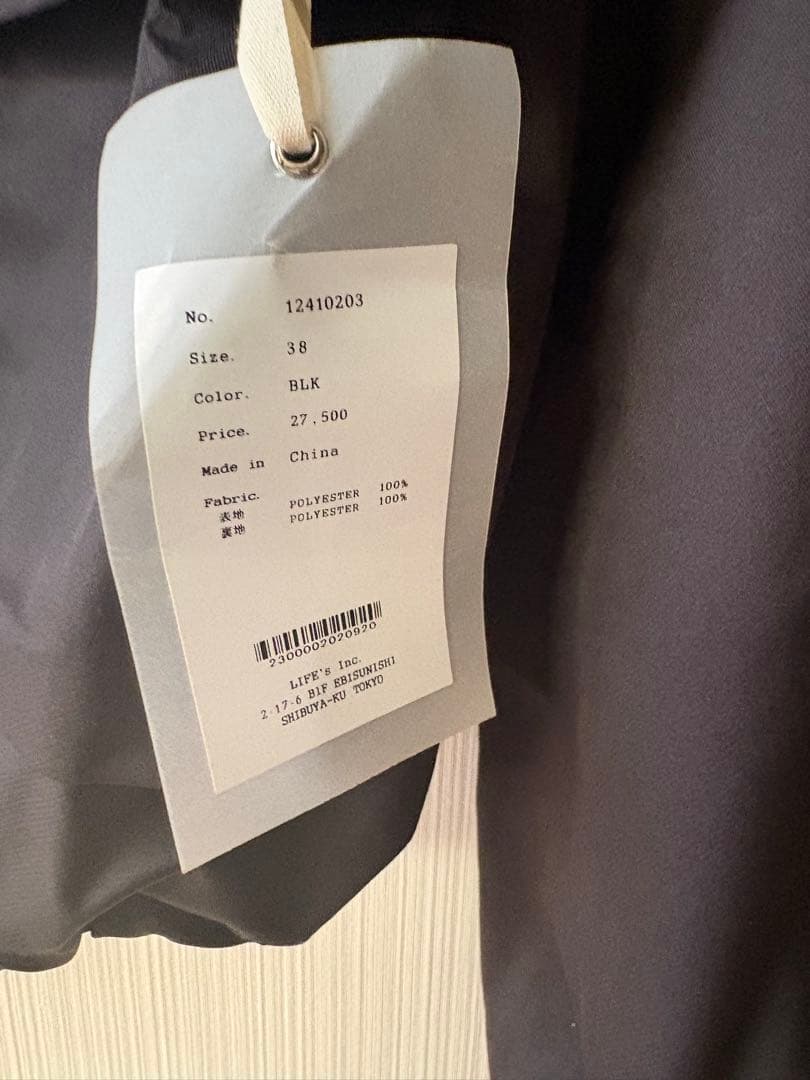 No. 12410203
Size. 38
Color. BLK
Price. 27,500
Made in China
Fabric.
表地 POLYESTER 100%
裏地 POLYESTER 100%
2300002020920
LIFE's Inc.
2-17-6 B1F EBISUNISHI
SHIBUYA-KU TOKYO